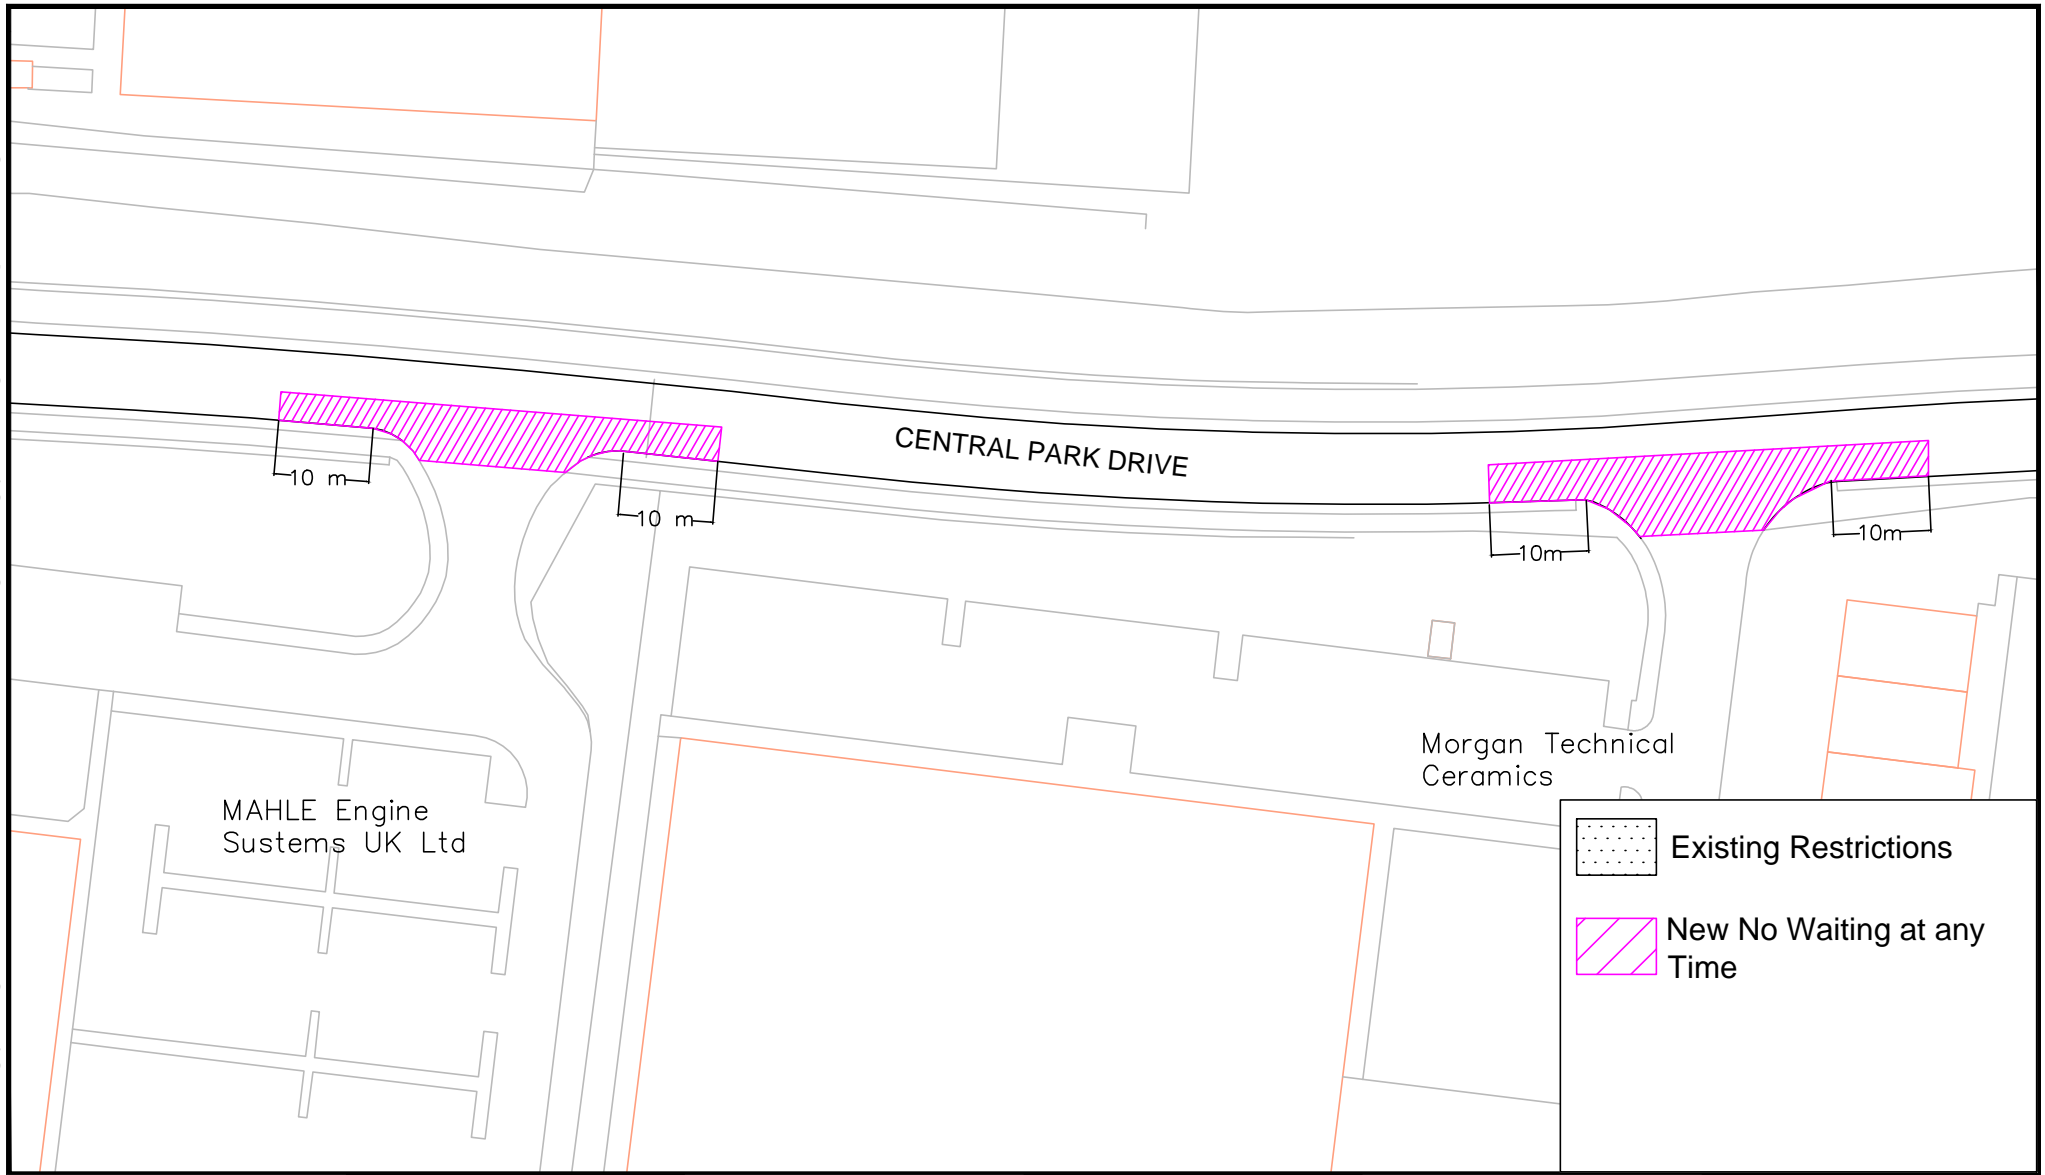 CENTRAL PARK DRIVE
10 m
10 m
10m
10m
Morgan Technical
Ceramics
MAHLE Engine
Sustems UK Ltd
Existing Restrictions
New No Waiting at any
Time